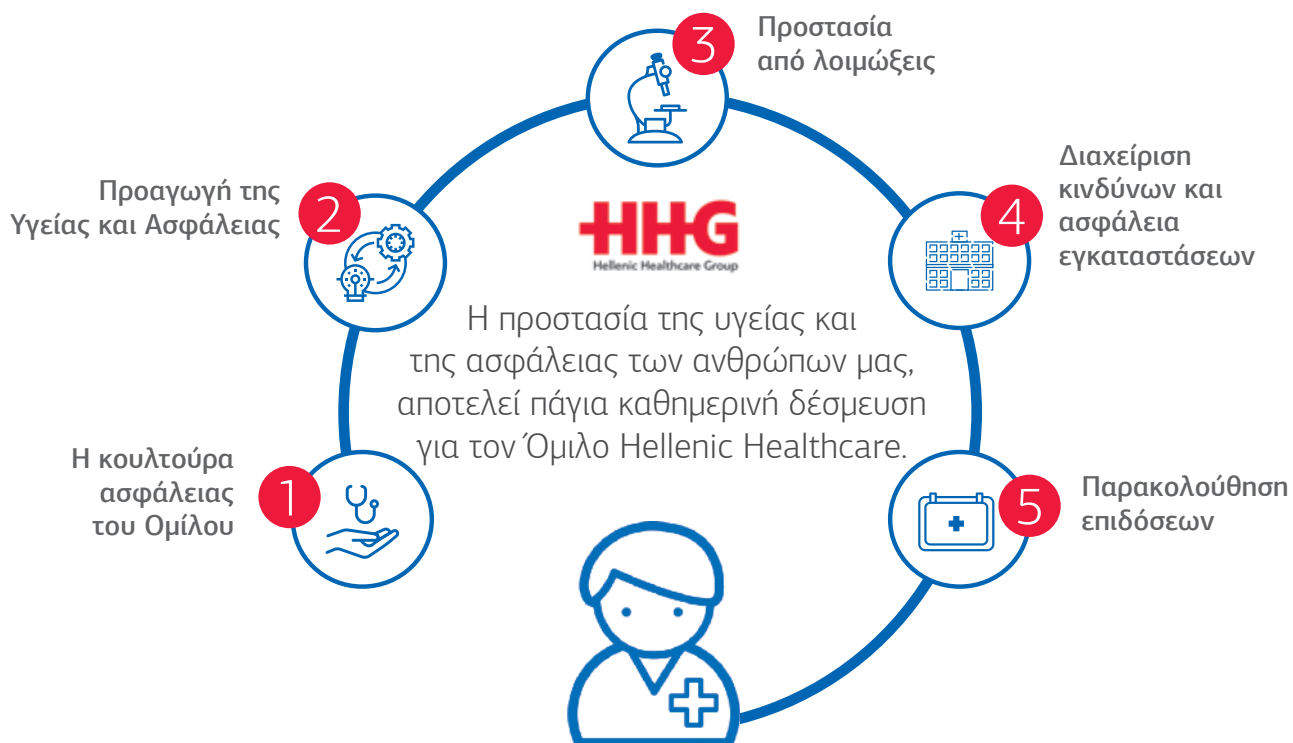 3
Προστασία
από λοιμώξεις
2
Προαγωγή της
Υγείας και Ασφάλειας
4
Διαχείριση
κινδύνων και
ασφάλεια
εγκαταστάσεων
HHG
Hellenic Healthcare Group
Η προστασία της υγείας και
της ασφάλειας των ανθρώπων μας,
αποτελεί πάγια καθημερινή δέσμευση
για τον Όμιλο Hellenic Healthcare.
1
Η κουλτούρα
ασφάλειας
του Ομίλου
5
Παρακολούθηση
επιδόσεων